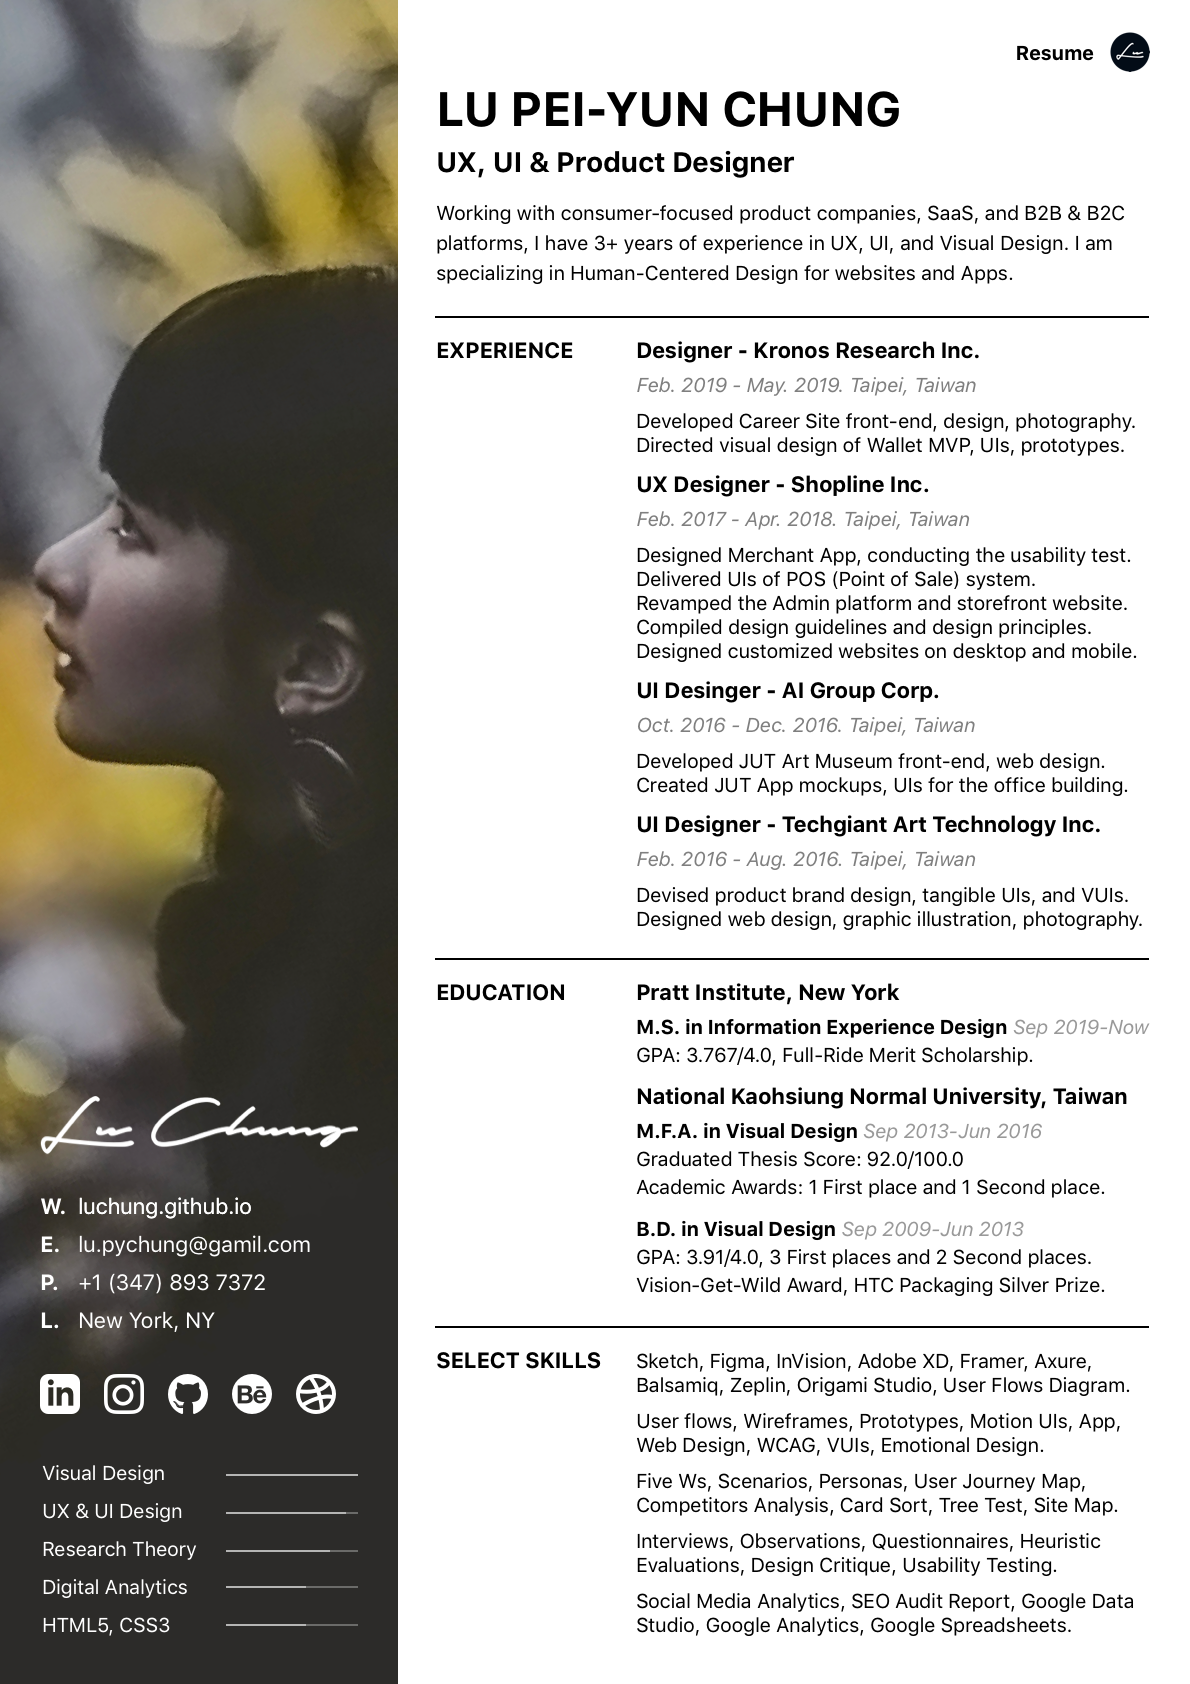 Resume
LU PEI-YUN CHUNG
UX, UI & Product Designer
Working with consumer-focused product companies, SaaS, and B2B & B2C
platforms, I have 3+ years of experience in UX, UI, and Visual Design. I am
specializing in Human-Centered Design for websites and Apps.
EXPERIENCE
Designer - Kronos Research Inc.
Feb. 2019 - May. 2019. Taipei, Taiwan
Developed Career Site front-end, design, photography.
Directed visual design of Wallet MVP, UIs, prototypes.
UX Designer - Shopline Inc.
Feb. 2017 - Apr. 2018. Taipei, Taiwan
Designed Merchant App, conducting the usability test.
Delivered UIs of POS (Point of Sale) system.
Revamped the Admin platform and storefront website.
Compiled design guidelines and design principles.
Designed customized websites on desktop and mobile.
UI Desinger - AI Group Corp.
Oct. 2016 - Dec. 2016. Taipei, Taiwan
Developed JUT Art Museum front-end, web design.
Created JUT App mockups, UIs for the office building.
UI Designer - Techgiant Art Technology Inc.
Feb. 2016 - Aug. 2016. Taipei, Taiwan
Devised product brand design, tangible UIs, and VUIs.
Designed web design, graphic illustration, photography.
EDUCATION
Pratt Institute, New York
M.S. in Information Experience Design Sep 2019-Now
GPA: 3.767/4.0, Full-Ride Merit Scholarship.
National Kaohsiung Normal University, Taiwan
M.F.A. in Visual Design Sep 2013-Jun 2016
Graduated Thesis Score: 92.0/100.0
Academic Awards: 1 First place and 1 Second place.
B.D. in Visual Design Sep 2009-Jun 2013
GPA: 3.91/4.0, 3 First places and 2 Second places.
Vision-Get-Wild Award, HTC Packaging Silver Prize.
SELECT SKILLS
Sketch, Figma, InVision, Adobe XD, Framer, Axure,
Balsamiq, Zeplin, Origami Studio, User Flows Diagram.
User flows, Wireframes, Prototypes, Motion UIs, App,
Web Design, WCAG, VUIs, Emotional Design.
Five Ws, Scenarios, Personas, User Journey Map,
Competitors Analysis, Card Sort, Tree Test, Site Map.
Interviews, Observations, Questionnaires, Heuristic
Evaluations, Design Critique, Usability Testing.
Social Media Analytics, SEO Audit Report, Google Data
Studio, Google Analytics, Google Spreadsheets.
Lu Chung
W. luchung.github.io
E. lu.pychung@gamil.com
P. +1 (347) 893 7372
L. New York, NY
in
Bē
Visual Design
UX & UI Design
Research Theory
Digital Analytics
HTML5, CSS3
Lu